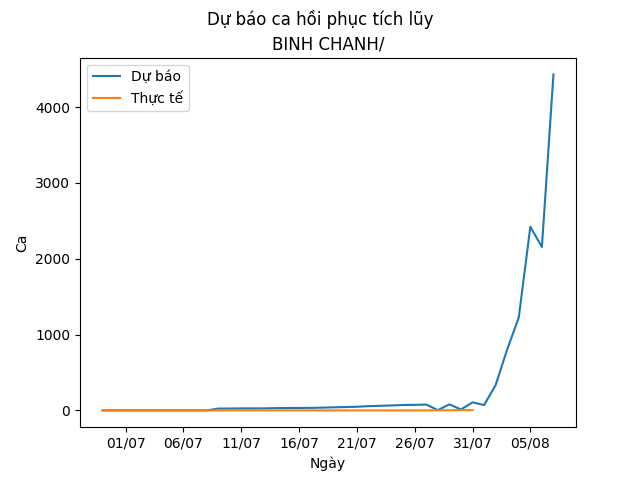 Dự báo ca hồi phục tích lũy
BINH CHANH/
Dự báo
Thực tế
Ca
4000
3000
2000
1000
0
01/07
06/07
11/07
16/07
21/07
26/07
31/07
05/08
Ngày